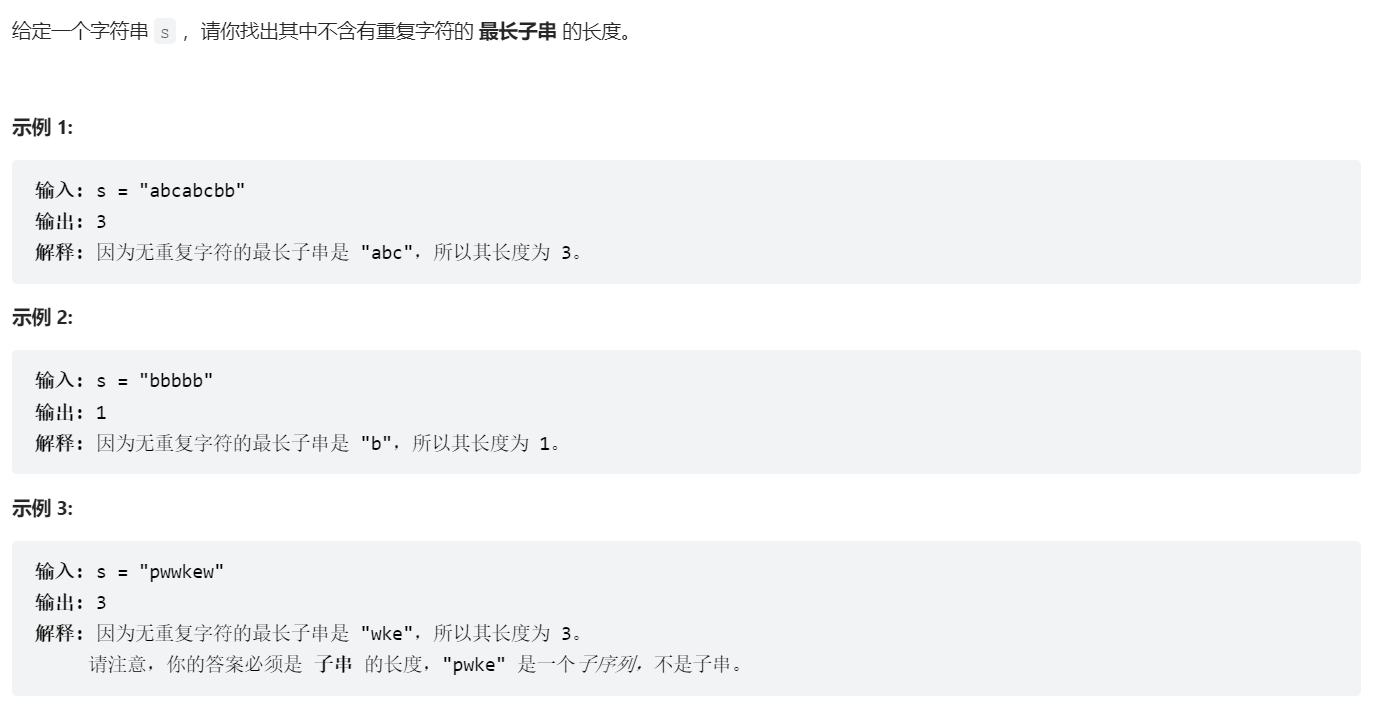 给定一个字符串 s ，请你找出其中不含有重复字符的 最长子串 的长度。
示例 1:
输入: s = "abcabcbb"
输出: 3
解释: 因为无重复字符的最长子串是 "abc"，所以其长度为 3。
示例 2:
输入: s = "bbbbb"
输出: 1
解释: 因为无重复字符的最长子串是 "b"，所以其长度为 1。
示例 3:
输入: s = "pwwkew"
输出: 3
解释: 因为无重复字符的最长子串是 "wke"，所以其长度为 3。
请注意，你的答案必须是 子串 的长度，"pwke" 是一个子序列，不是子串。